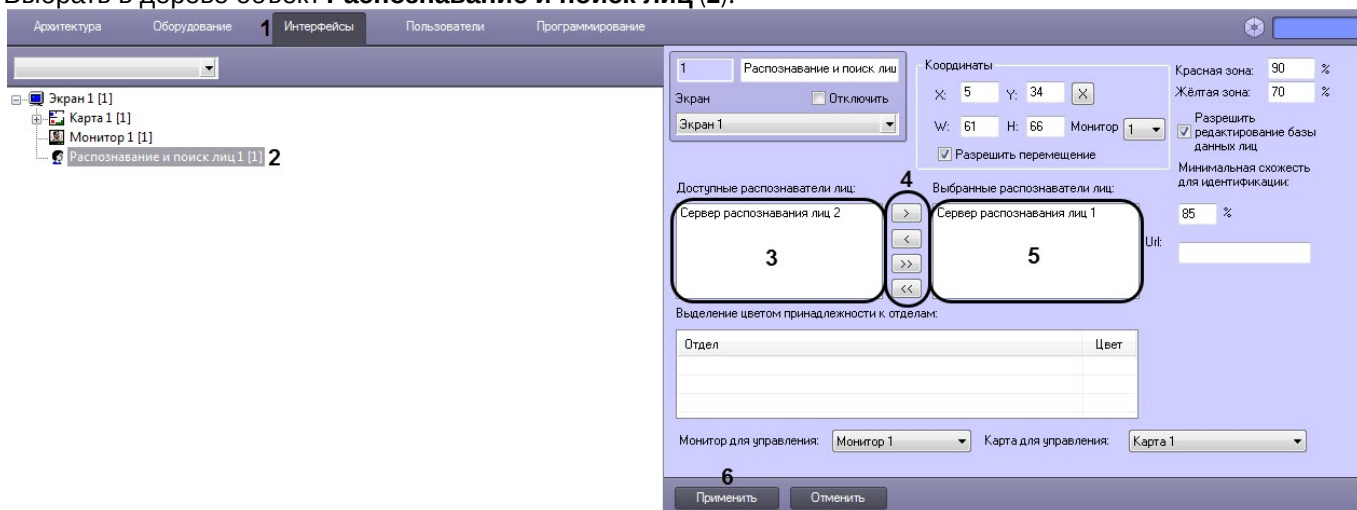 Выбрать в дереве объект Распознавание и поиск лиц (2).
Архитектура Оборудование 1 Интерфейсы Пользователи Программирование
1 Распознавание и поиск лиц
Экран Отключить
Экран 1
Координаты
X: 5 Y: 34 X
W: 61 H: 66 Монитор 1
Разрешить перемещение
Красная зона: 90 %
Жёлтая зона: 70 %
Разрешить
редактирование базы
данных лиц
Минимальная схожесть
для идентификации:
85 %
Url:
Экран 1 [1]
Карта 1 [1]
Монитор 1 [1]
Распознавание и поиск лиц 1 [1] 2
Доступные распознаватели лиц: 4 Выбранные распознаватели лиц:
Сервер распознавания лиц 2 > Сервер распознавания лиц 1
<
3 >> 5
<<
Выделение цветом принадлежности к отделам:
Отдел Цвет
Монитор для управления: Монитор 1 Карта для управления: Карта 1
6
Применить Отменить